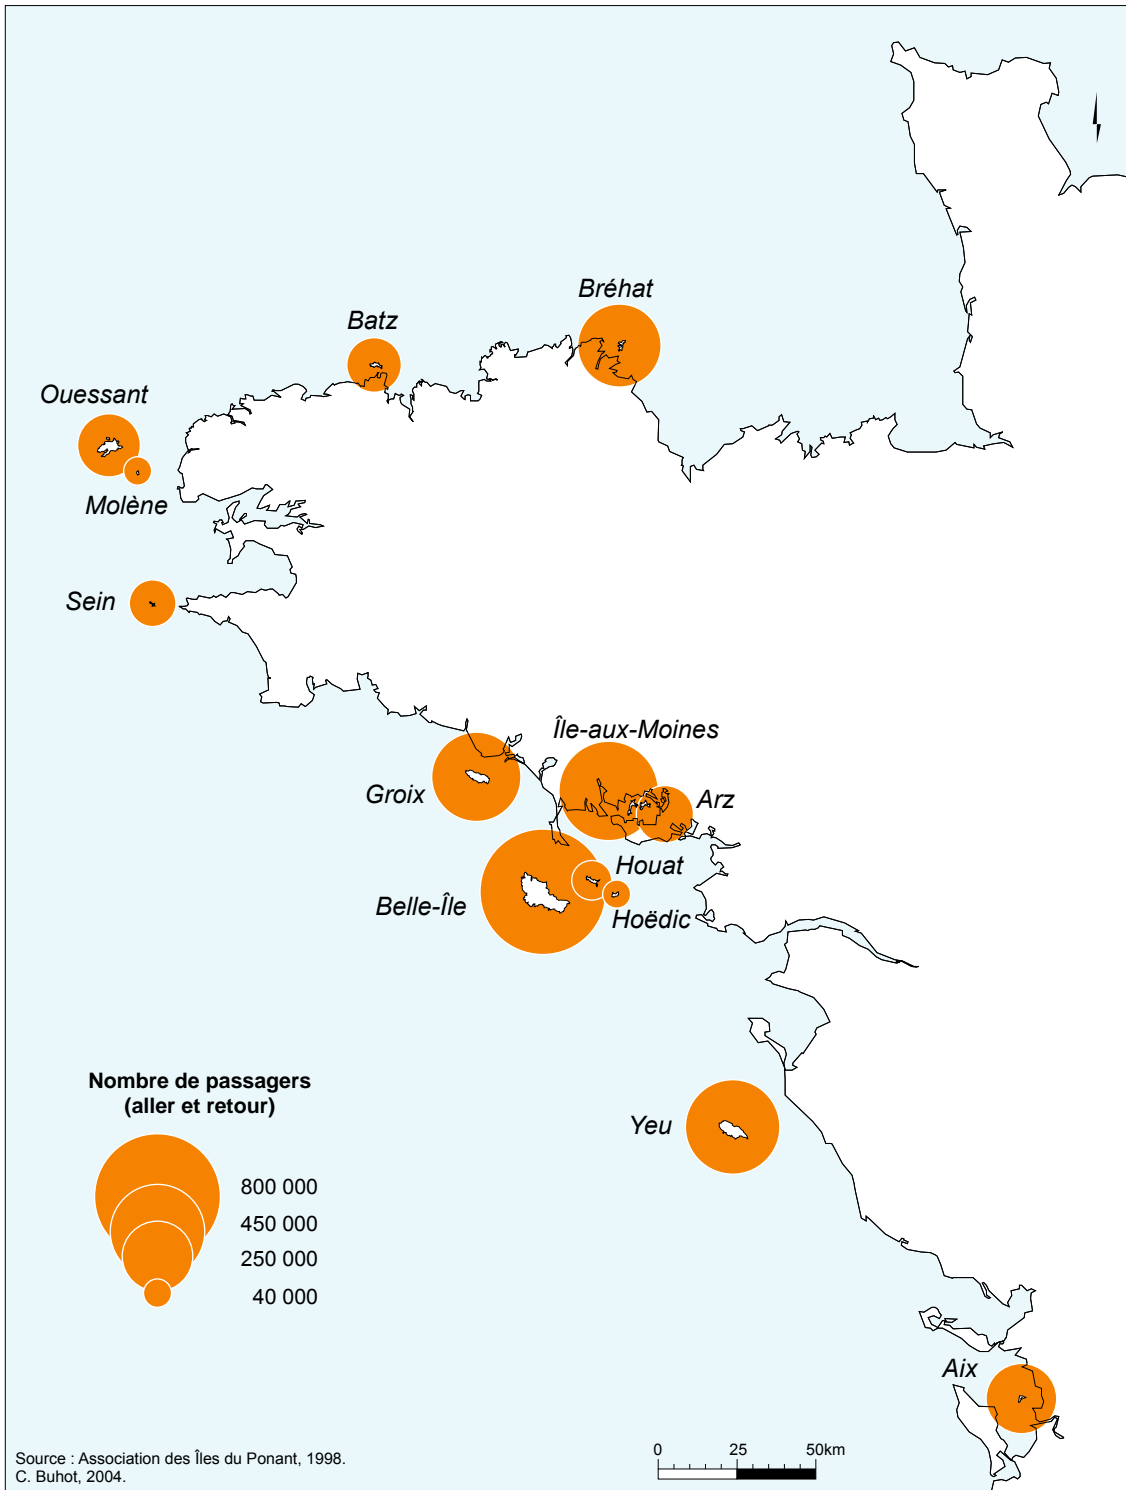 Bréhat
Batz
Ouessant
Molène
Sein
Île-aux-Moines
Groix
Arz
Houat
Belle-Île
Hoëdic
Nombre de passagers
(aller et retour)
800 000
450 000
250 000
40 000
Yeu
Aix
0 25 50km
Source : Association des Îles du Ponant, 1998.
C. Buhot, 2004.